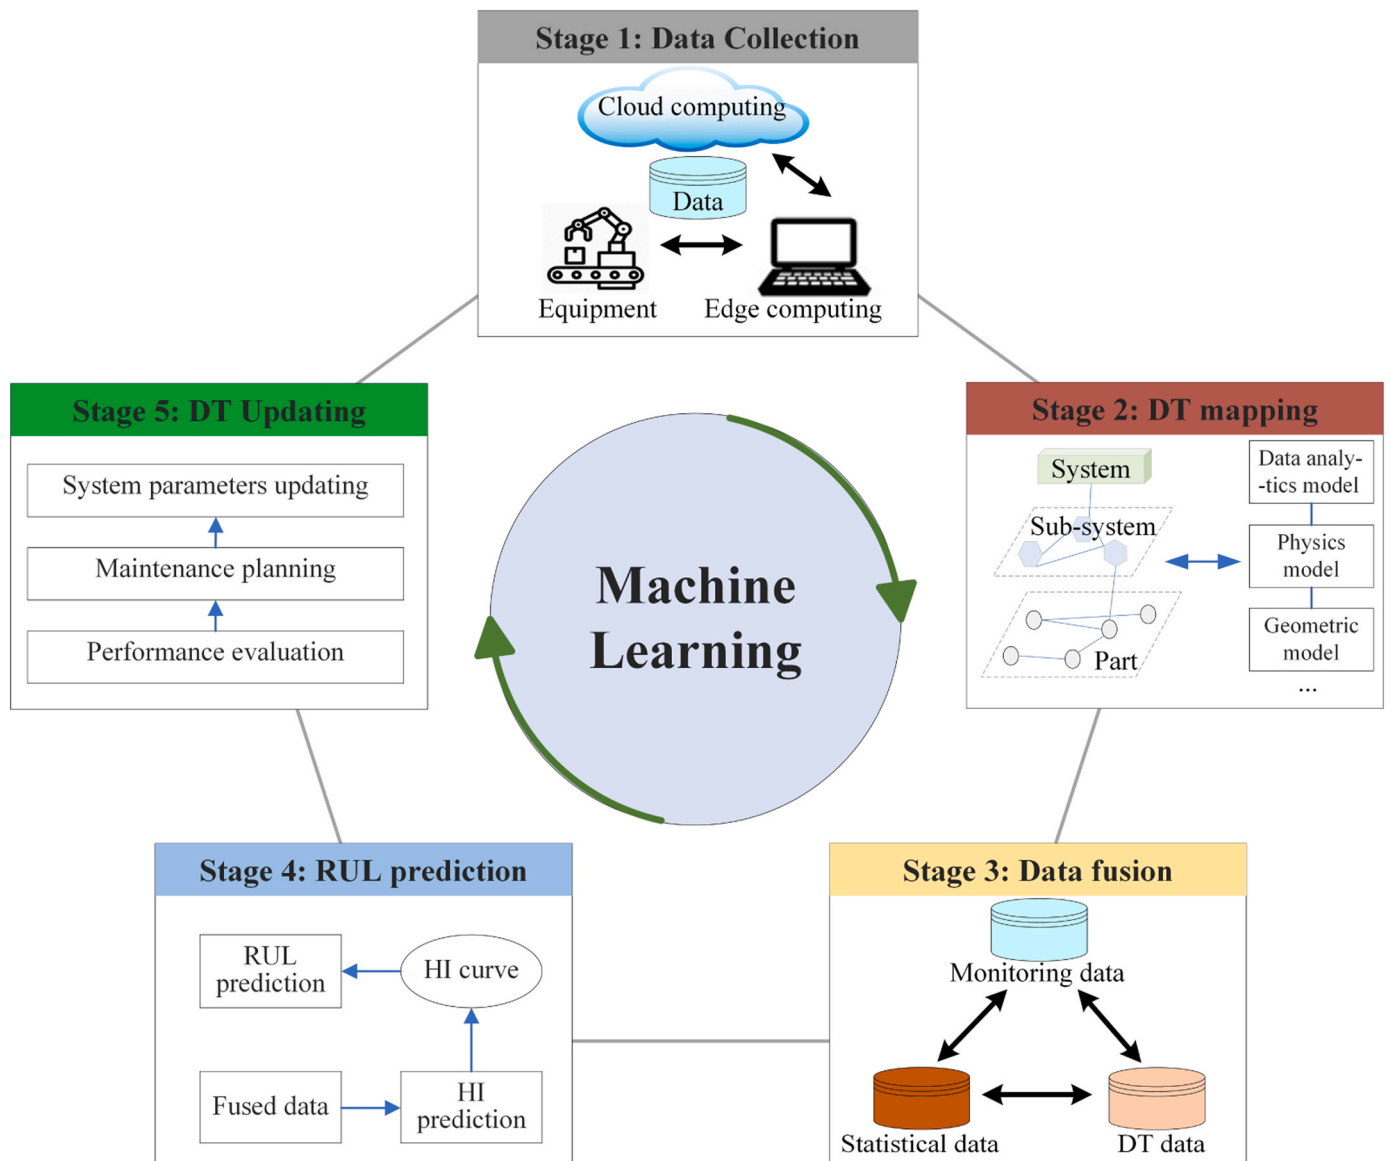 Stage 1: Data Collection
Cloud computing
Data
Equipment
Edge computing
Stage 2: DT mapping
System
Sub-system
Part
Data analy-
-tics model
Physics
model
Geometric
model
...
Stage 3: Data fusion
Monitoring data
Statistical data
DT data
Stage 4: RUL prediction
RUL
prediction
HI curve
Fused data
HI
prediction
Stage 5: DT Updating
System parameters updating
Maintenance planning
Performance evaluation
Machine
Learning